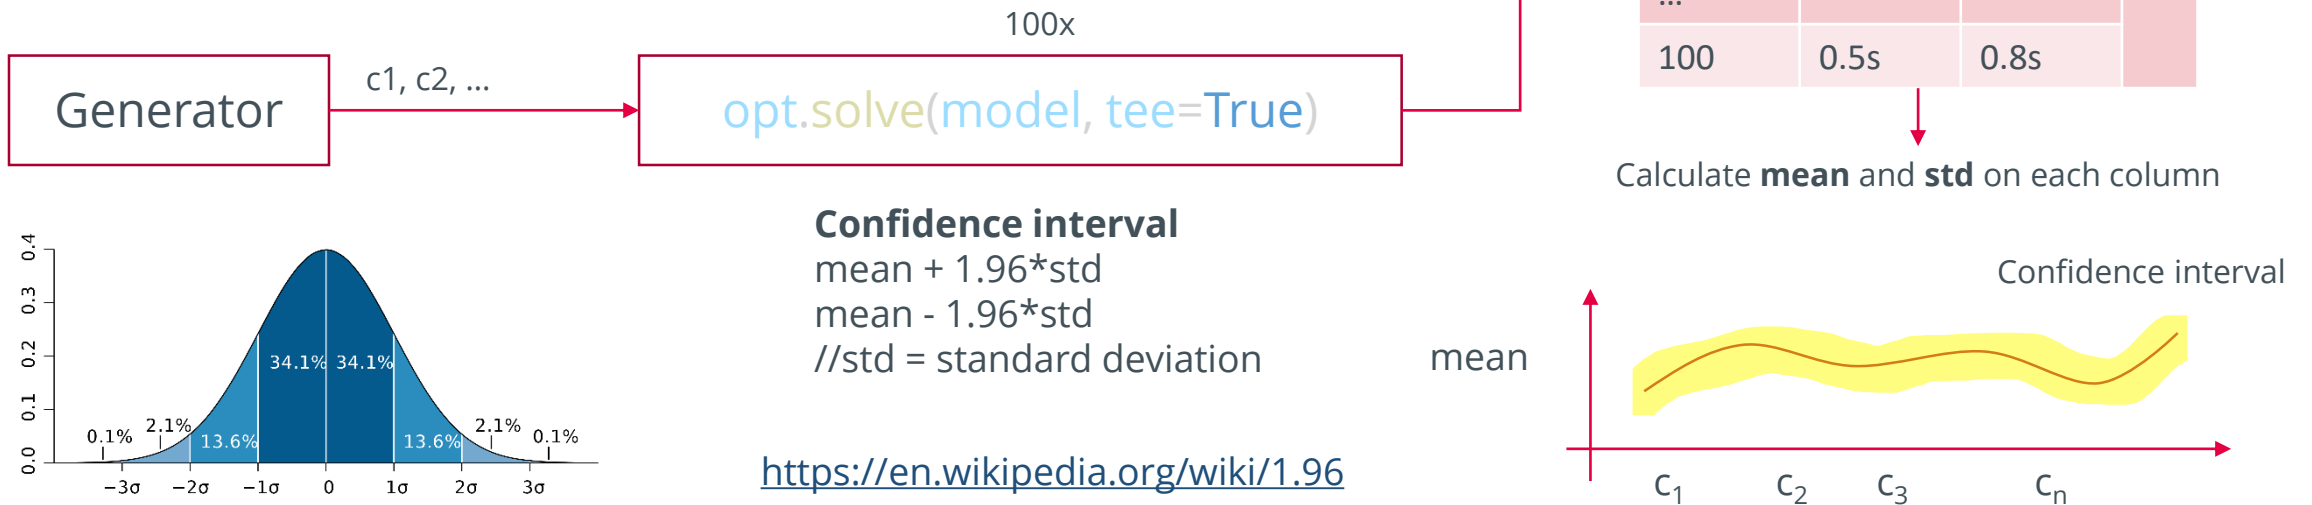 100x
Generator
c1, c2, ...
opt.solve(model, tee=True)
...
100 0.5s 0.8s
Calculate mean and std on each column
Confidence interval
mean + 1.96*std
mean - 1.96*std
//std = standard deviation
https://en.wikipedia.org/wiki/1.96
0.4
0.3
0.2
0.1
0.0
34.1% 34.1%
0.1% 2.1% 13.6% 13.6% 2.1% 0.1%
−3σ −2σ −1σ 0 1σ 2σ 3σ
Confidence interval
mean
c1 c2 c3 cn